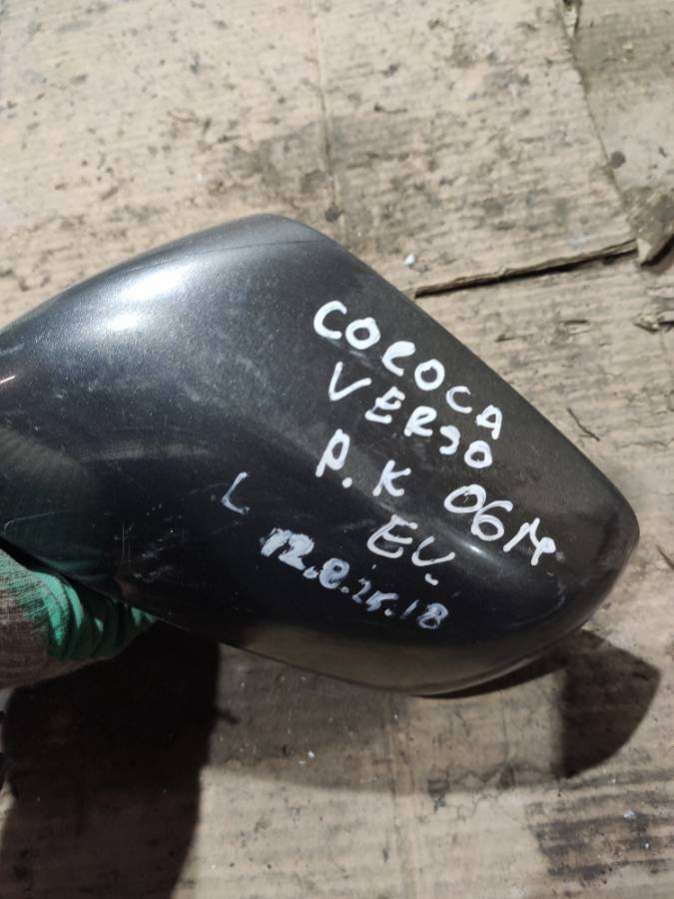 COROCA
VERSO
P.K 06M
EU
L
12.8.25.18